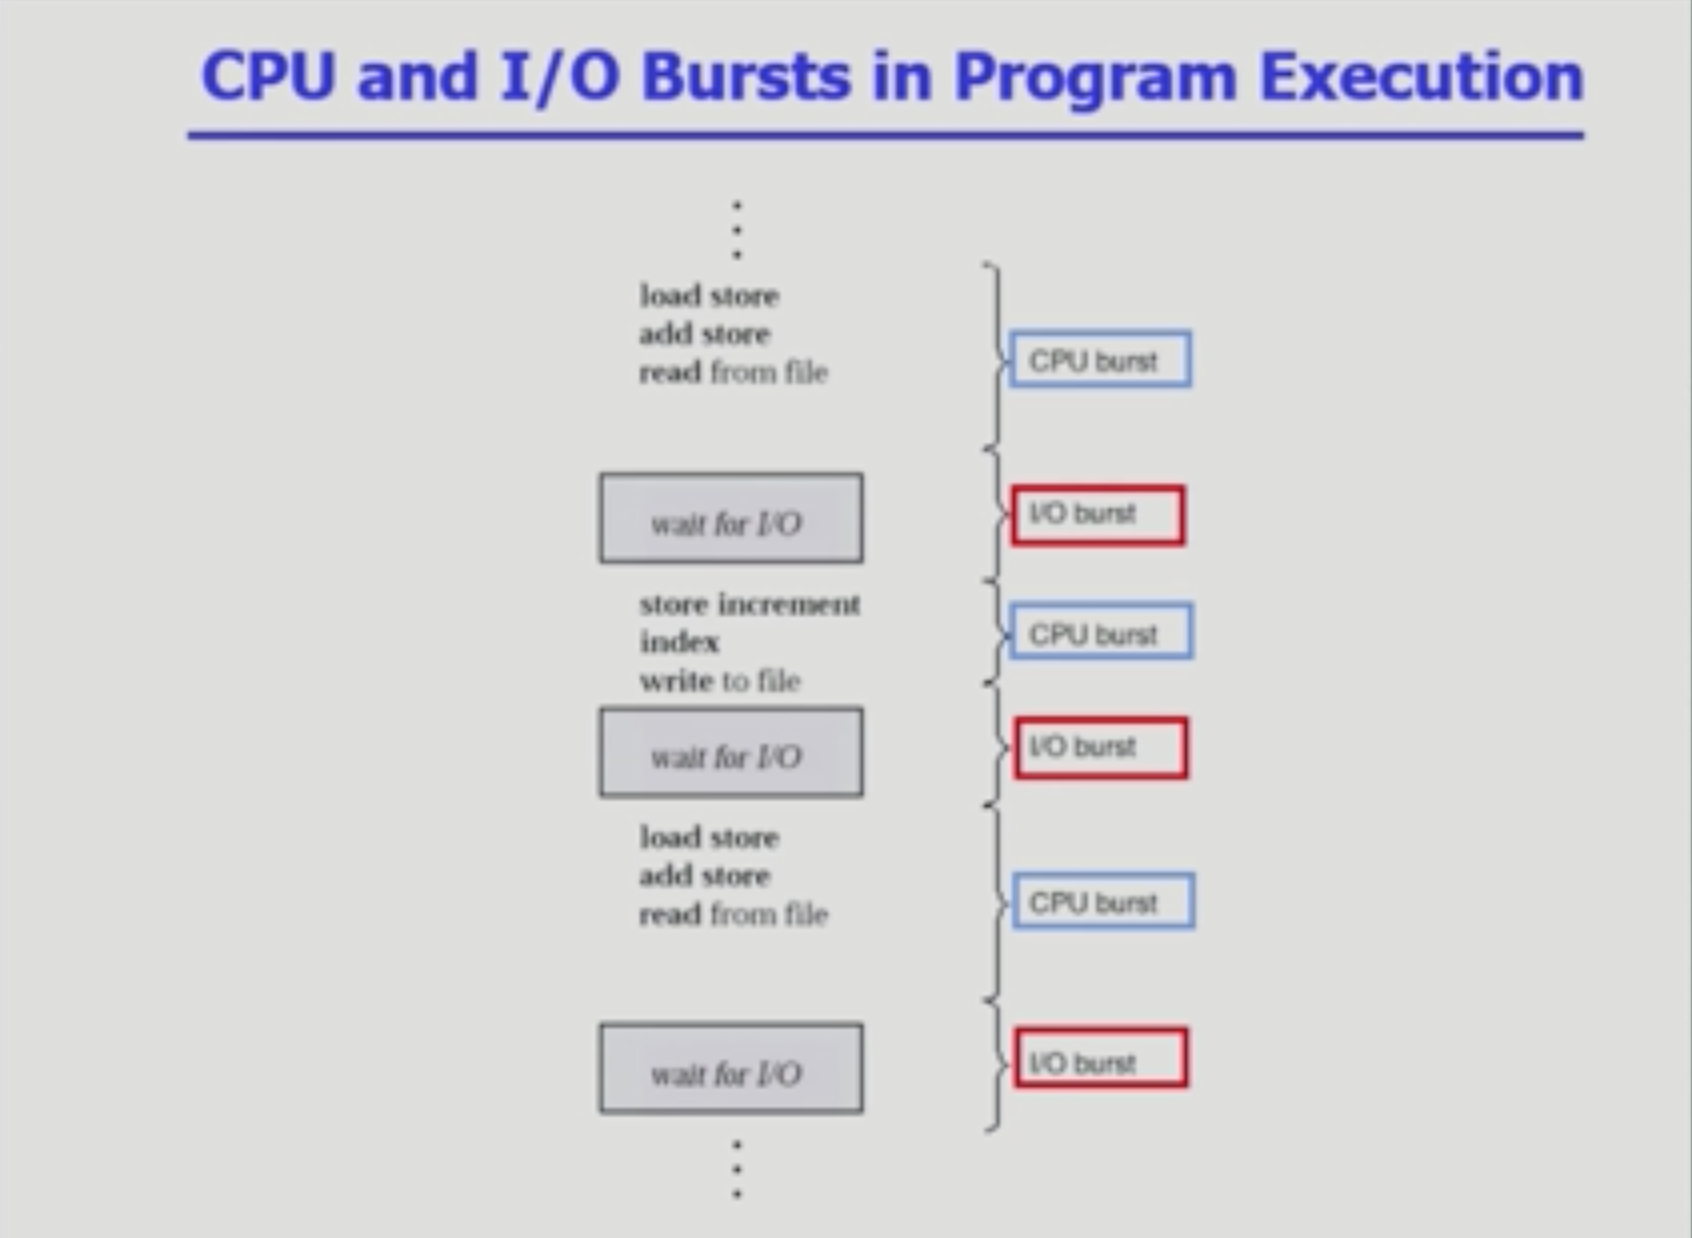 CPU and I/O Bursts in Program Execution
load store
add store
read from file
CPU burst
wait for I/O
I/O burst
store increment
index
write to file
CPU burst
wait for I/O
I/O burst
load store
add store
read from file
CPU burst
wait for I/O
I/O burst